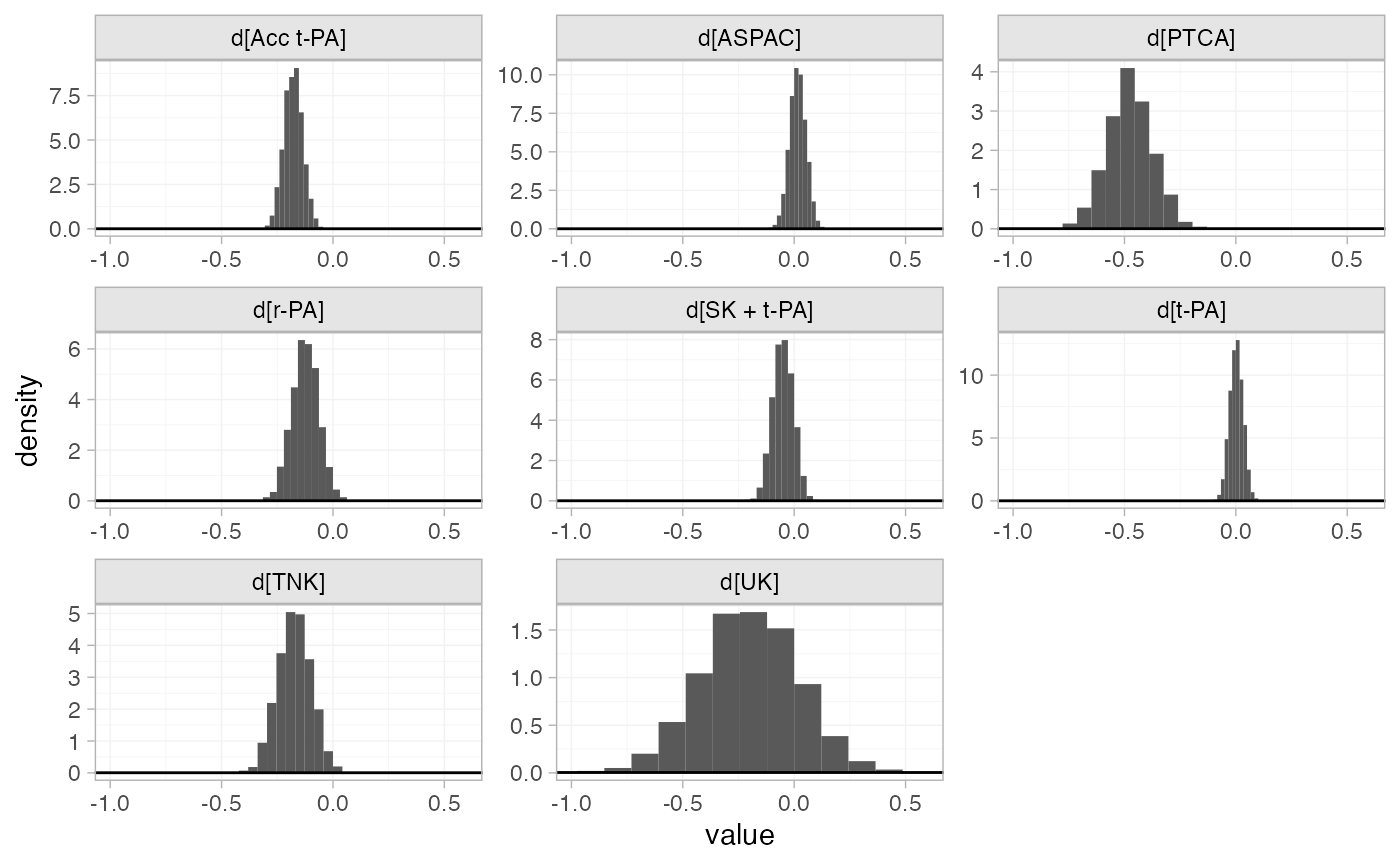 d[Acc t-PA] d[ASPAC] d[PTCA]
7.5 10.0 4
5.0 7.5 3
2.5 5.0 2
0.0 2.5 1
0.0 0
-1.0 -0.5 0.0 0.5 -1.0 -0.5 0.0 0.5 -1.0 -0.5 0.0 0.5
d[r-PA] d[SK + t-PA] d[t-PA]
6 8 10
4 6 5
2 4 0
0 2
0
-1.0 -0.5 0.0 0.5 -1.0 -0.5 0.0 0.5 -1.0 -0.5 0.0 0.5
density
d[TNK] d[UK]
5 1.5
4 1.0
3 0.5
2 0.0
1
0
-1.0 -0.5 0.0 0.5 -1.0 -0.5 0.0 0.5
value